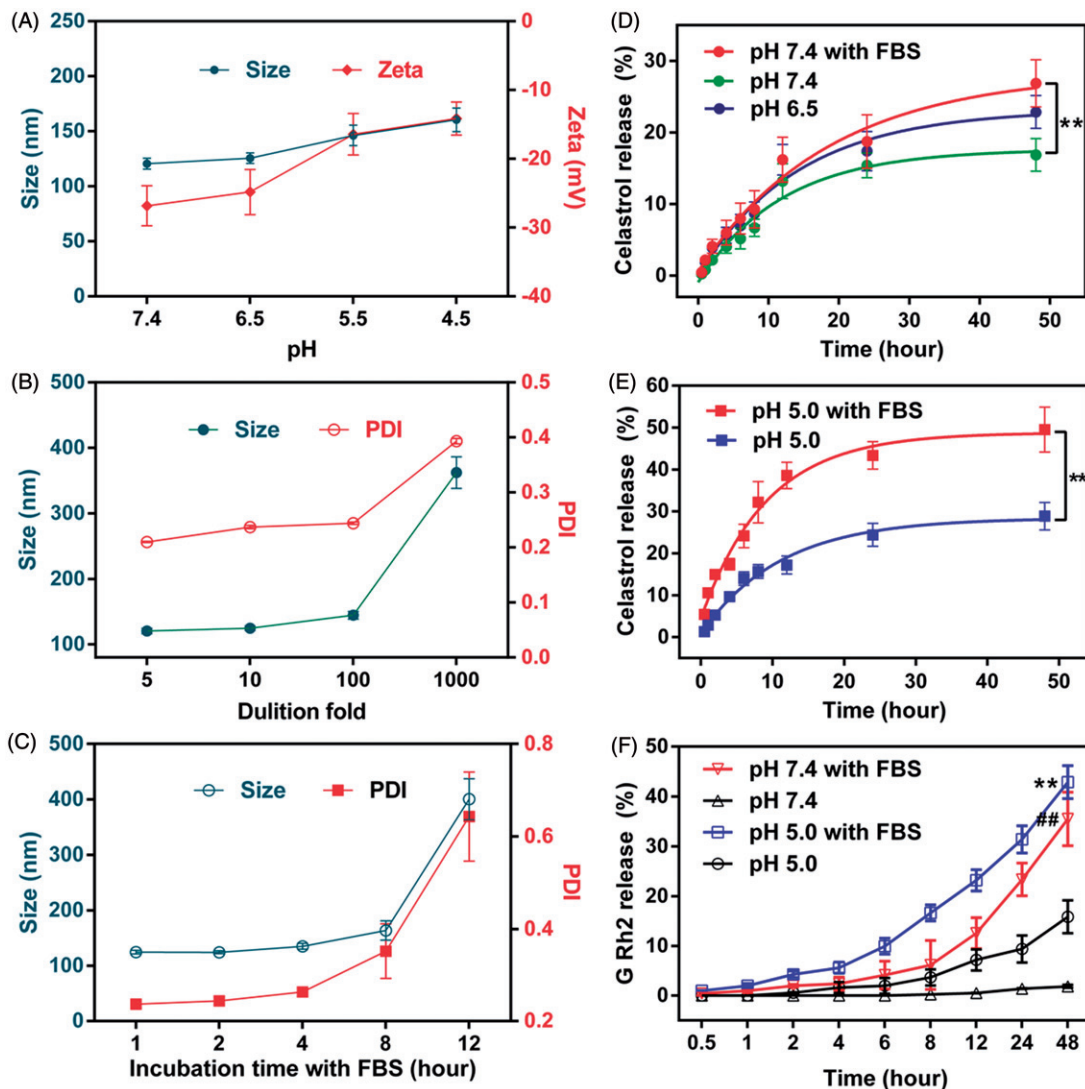 (A)
250
200
150
100
50
0
Size (nm)
Size
Zeta
0
-10
-20
-30
-40
Zeta (mV)
7.4
6.5
5.5
4.5
pH
(B)
500
400
300
200
100
Size (nm)
Size
PDI
0.5
0.4
0.3
0.2
0.1
0.0
PDI
5
10
100
1000
Dulition fold
(C)
500
400
300
200
100
0
Size (nm)
Size
PDI
0.8
0.6
0.4
0.2
PDI
1
2
4
8
12
Incubation time with FBS (hour)
(D)
30
20
10
0
Celastrol release (%)
pH 7.4 with FBS
pH 7.4
pH 6.5
**
0
10
20
30
40
50
Time (hour)
(E)
60
50
40
30
20
10
0
Celastrol release (%)
pH 5.0 with FBS
pH 5.0
**
0
10
20
30
40
50
Time (hour)
(F)
50
40
30
20
10
0
G Rh2 release (%)
pH 7.4 with FBS
pH 7.4
pH 5.0 with FBS
pH 5.0
**
##
0.5
1
2
4
6
8
12
24
48
Time (hour)